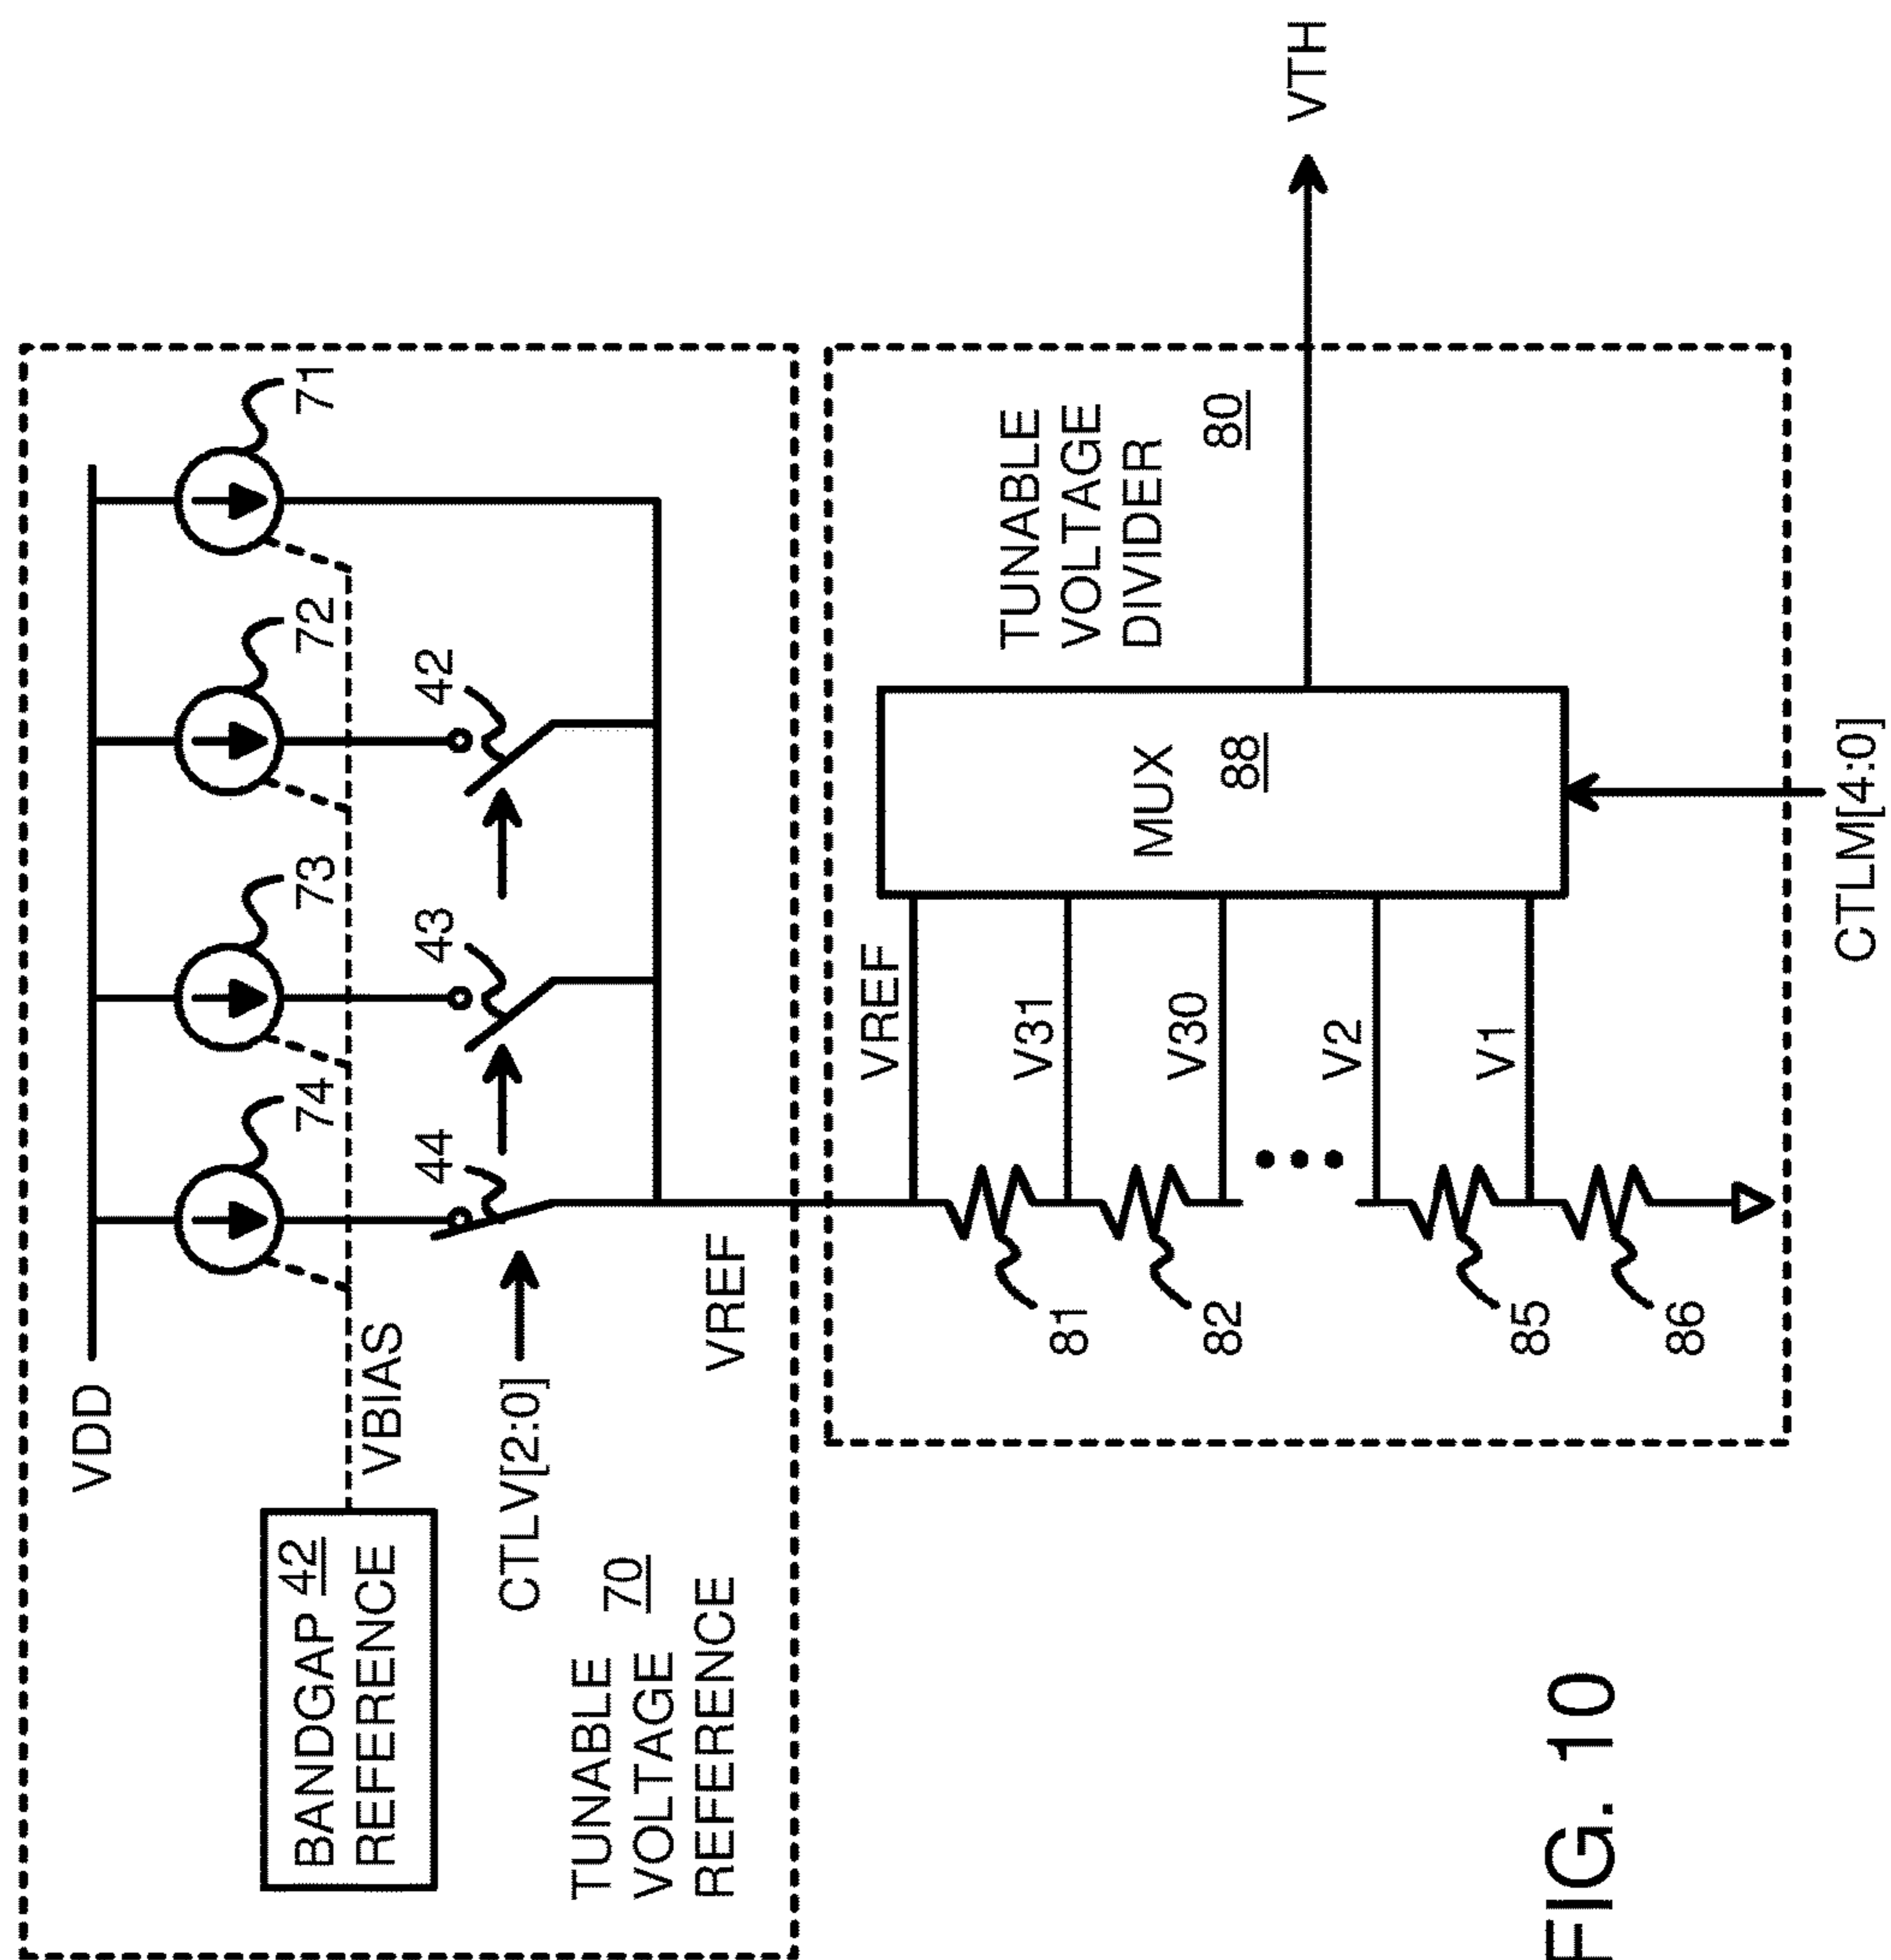 VDD
74
73
72
71
BANDGAP 42
REFERENCE
VBIAS
44
43
42
CTLV[2:0]
TUNABLE
VOLTAGE 70
REFERENCE
VREF
VREF
V31
V30
V2
V1
81
82
85
86
MUX
88
TUNABLE
VOLTAGE
DIVIDER
80
VTH
CTLM[4:0]
FIG. 10